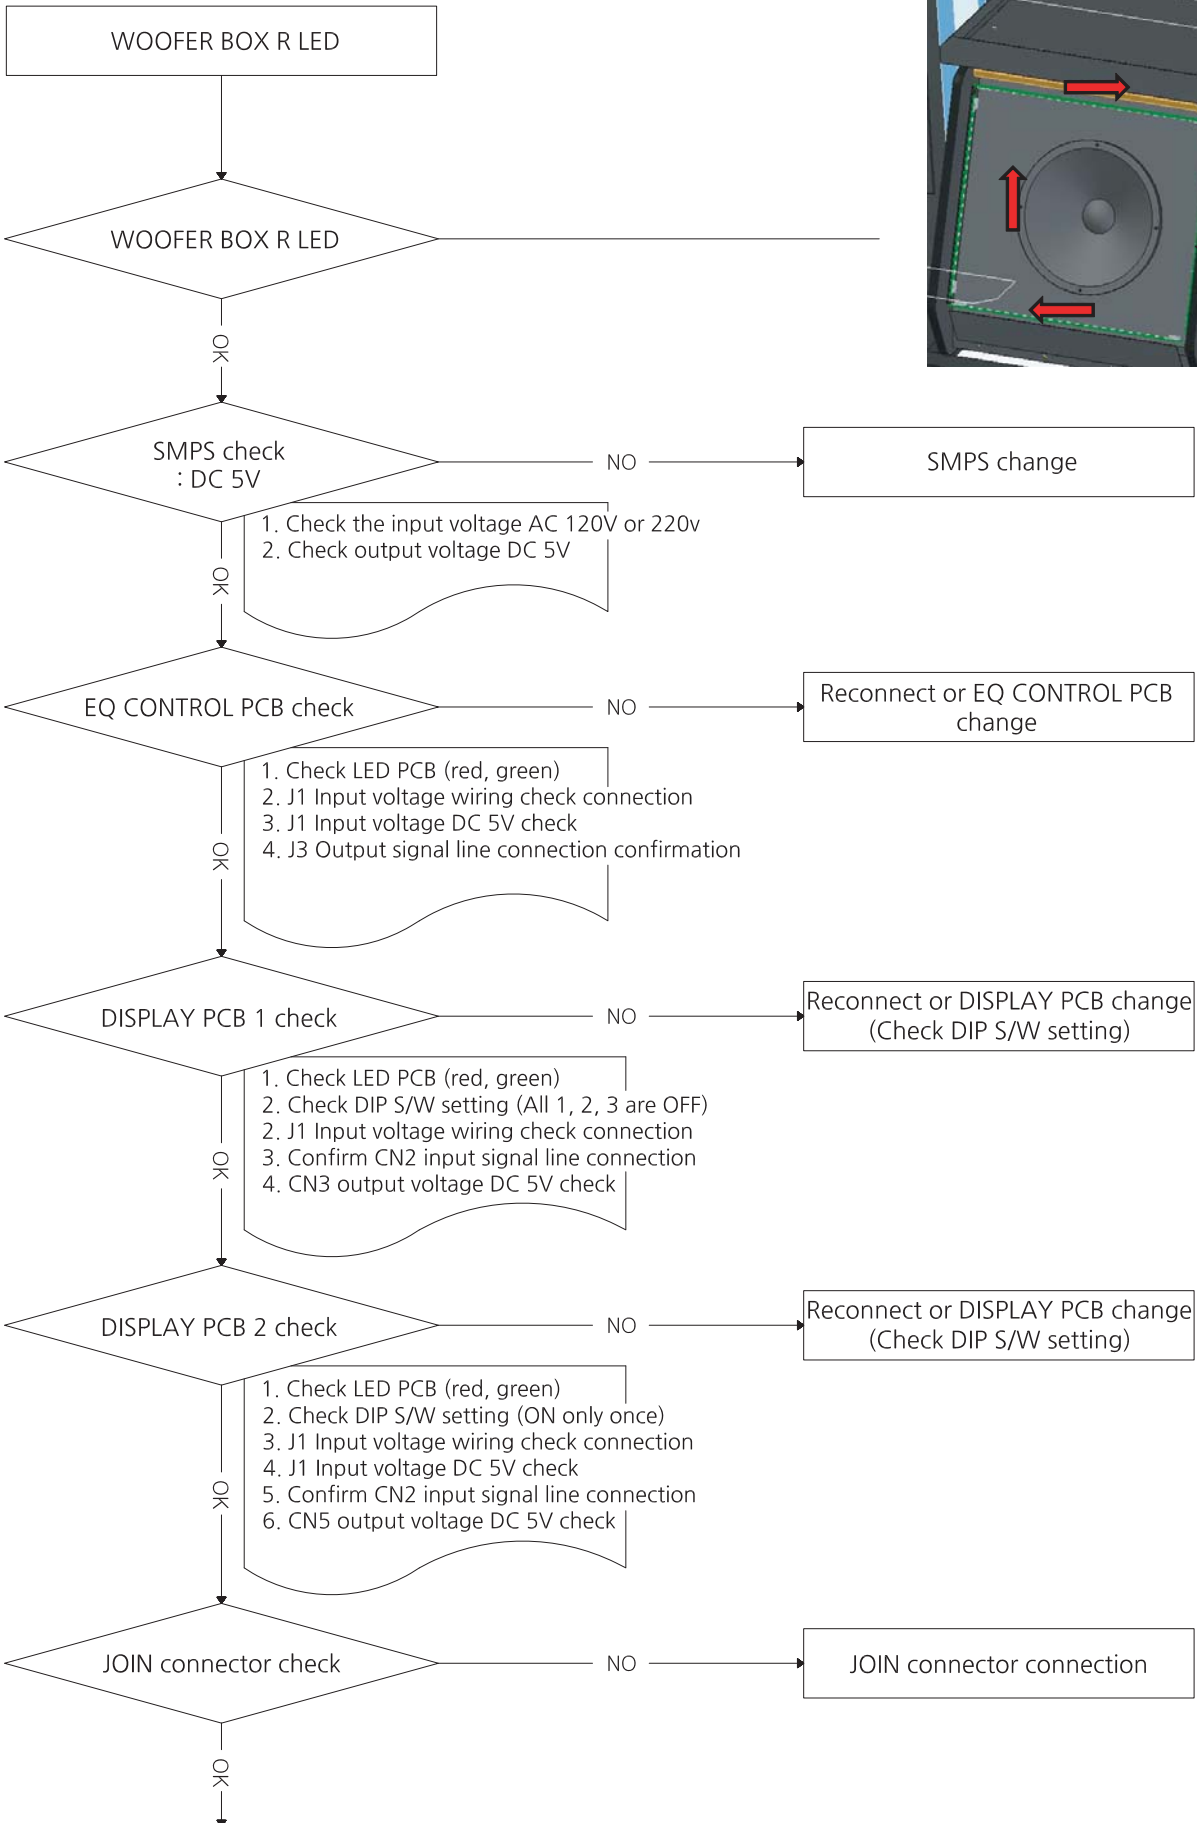 WOOFER BOX R LED
WOOFER BOX R LED
OK
SMPS check
: DC 5V
NO
SMPS change
1. Check the input voltage AC 120V or 220v
2. Check output voltage DC 5V
OK
EQ CONTROL PCB check
NO
Reconnect or EQ CONTROL PCB
change
1. Check LED PCB (red, green)
2. J1 Input voltage wiring check connection
3. J1 Input voltage DC 5V check
4. J3 Output signal line connection confirmation
OK
DISPLAY PCB 1 check
NO
Reconnect or DISPLAY PCB change
(Check DIP S/W setting)
1. Check LED PCB (red, green)
2. Check DIP S/W setting (All 1, 2, 3 are OFF)
2. J1 Input voltage wiring check connection
3. Confirm CN2 input signal line connection
4. CN3 output voltage DC 5V check
OK
DISPLAY PCB 2 check
NO
Reconnect or DISPLAY PCB change
(Check DIP S/W setting)
1. Check LED PCB (red, green)
2. Check DIP S/W setting (ON only once)
3. J1 Input voltage wiring check connection
4. J1 Input voltage DC 5V check
5. Confirm CN2 input signal line connection
6. CN5 output voltage DC 5V check
OK
JOIN connector check
NO
JOIN connector connection
OK